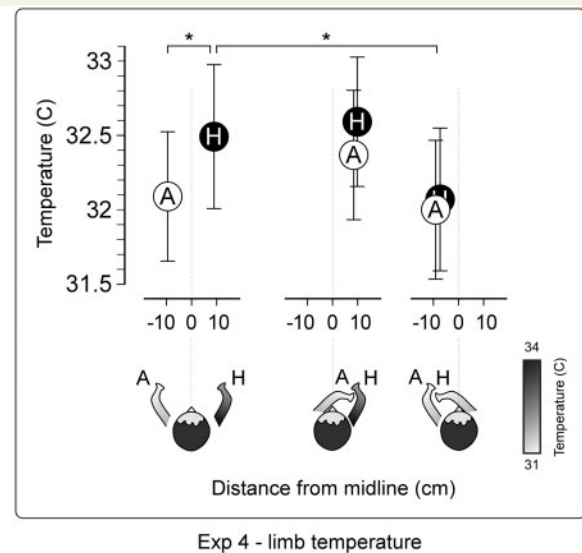 * *
33
32.5
32
31.5
Temperature (C)
H
A
H
A
H
A
-10 0 10
-10 0 10
-10 0 10
A H
A H
A H
34
31
Temperature (C)
Distance from midline (cm)
Exp 4 - limb temperature